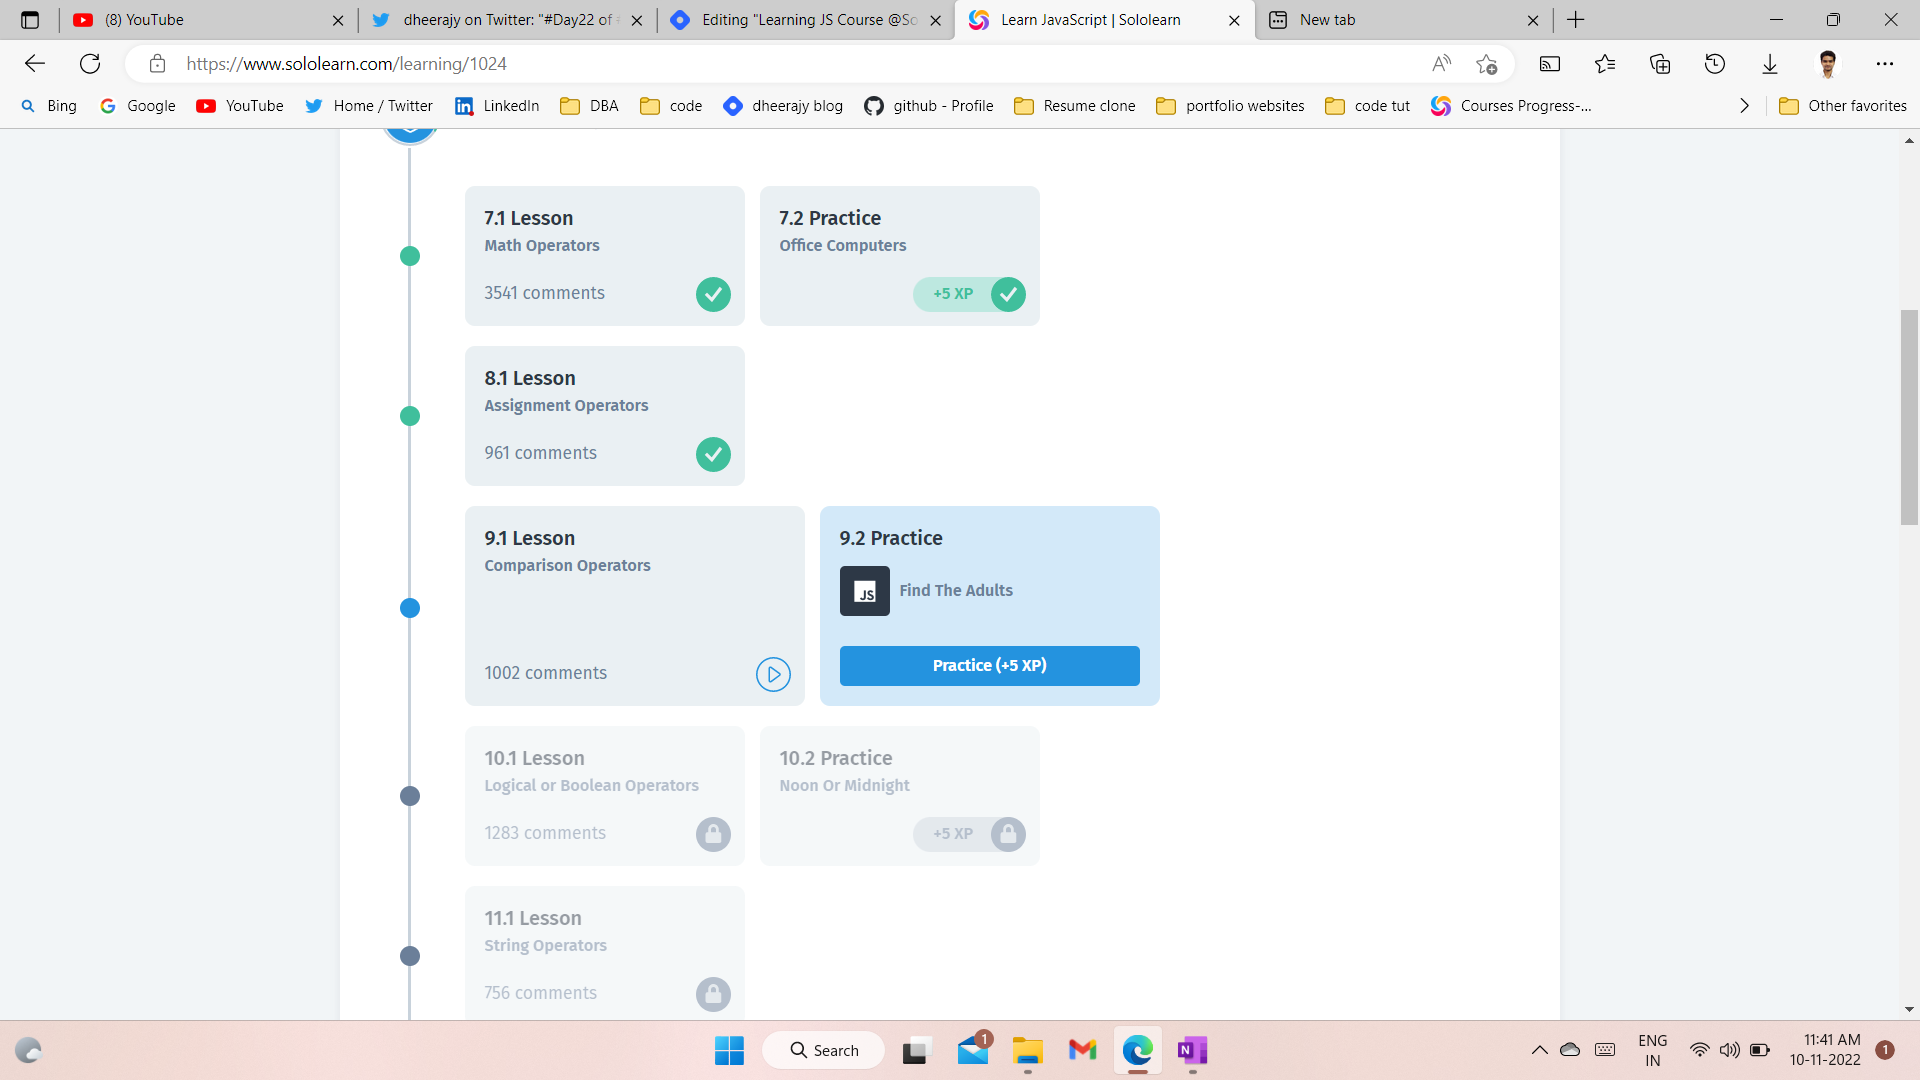 (8) YouTube
dheerajy on Twitter: "#Day22 of #
Editing "Learning JS Course @So
Learn JavaScript | Sololearn
New tab
https://www.sololearn.com/learning/1024
Bing
Google
YouTube
Home / Twitter
LinkedIn
DBA
code
dheerajy blog
github - Profile
Resume clone
portfolio websites
code tut
Courses Progress-...
Other favorites
7.1 Lesson
Math Operators
3541 comments
7.2 Practice
Office Computers
+5 XP
8.1 Lesson
Assignment Operators
961 comments
9.1 Lesson
Comparison Operators
1002 comments
9.2 Practice
JS
Find The Adults
Practice (+5 XP)
10.1 Lesson
Logical or Boolean Operators
1283 comments
10.2 Practice
Noon Or Midnight
+5 XP
11.1 Lesson
String Operators
756 comments
Search
1
N
ENG
IN
11:41 AM
10-11-2022
1